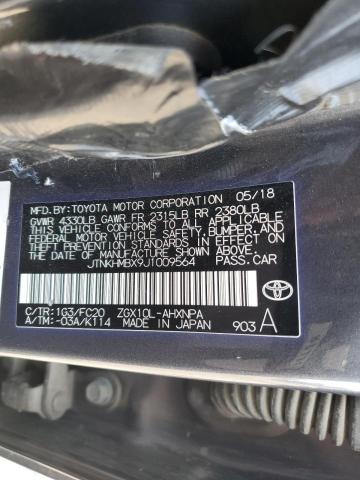 MFD.BY:TOYOTA MOTOR CORPORATION 05/18
GVWR 4330LB GAWR FR 2315LB RR 2380LB
THIS VEHICLE CONFORMS TO ALL APPLICABLE
FEDERAL MOTOR VEHICLE SAFETY, BUMPER, AND
THEFT PREVENTION STANDARDS IN EFFECT ON
THE DATE OF MANUFACTURE SHOWN ABOVE.
JTNKHMBX9J1009564 PASS.CAR
C/TR:1G3/FC20 ZGX10L-AHXNPA
A/TM:-03A/K114 MADE IN JAPAN 903 A